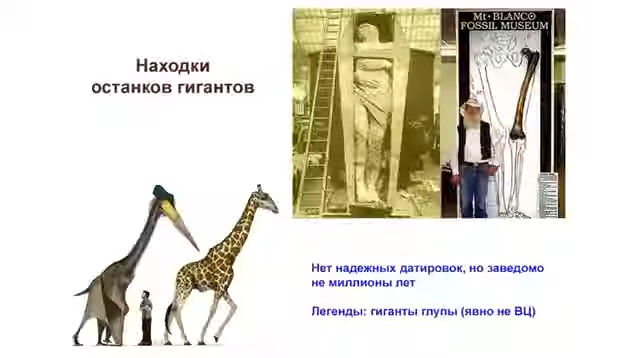 Mt·BLANCO
FOSSIL MUSEUM
Находки
останков гигантов
Нет надежных датировок, но заведомо
не миллионы лет
Легенды: гиганты глупы (явно не ВЦ)